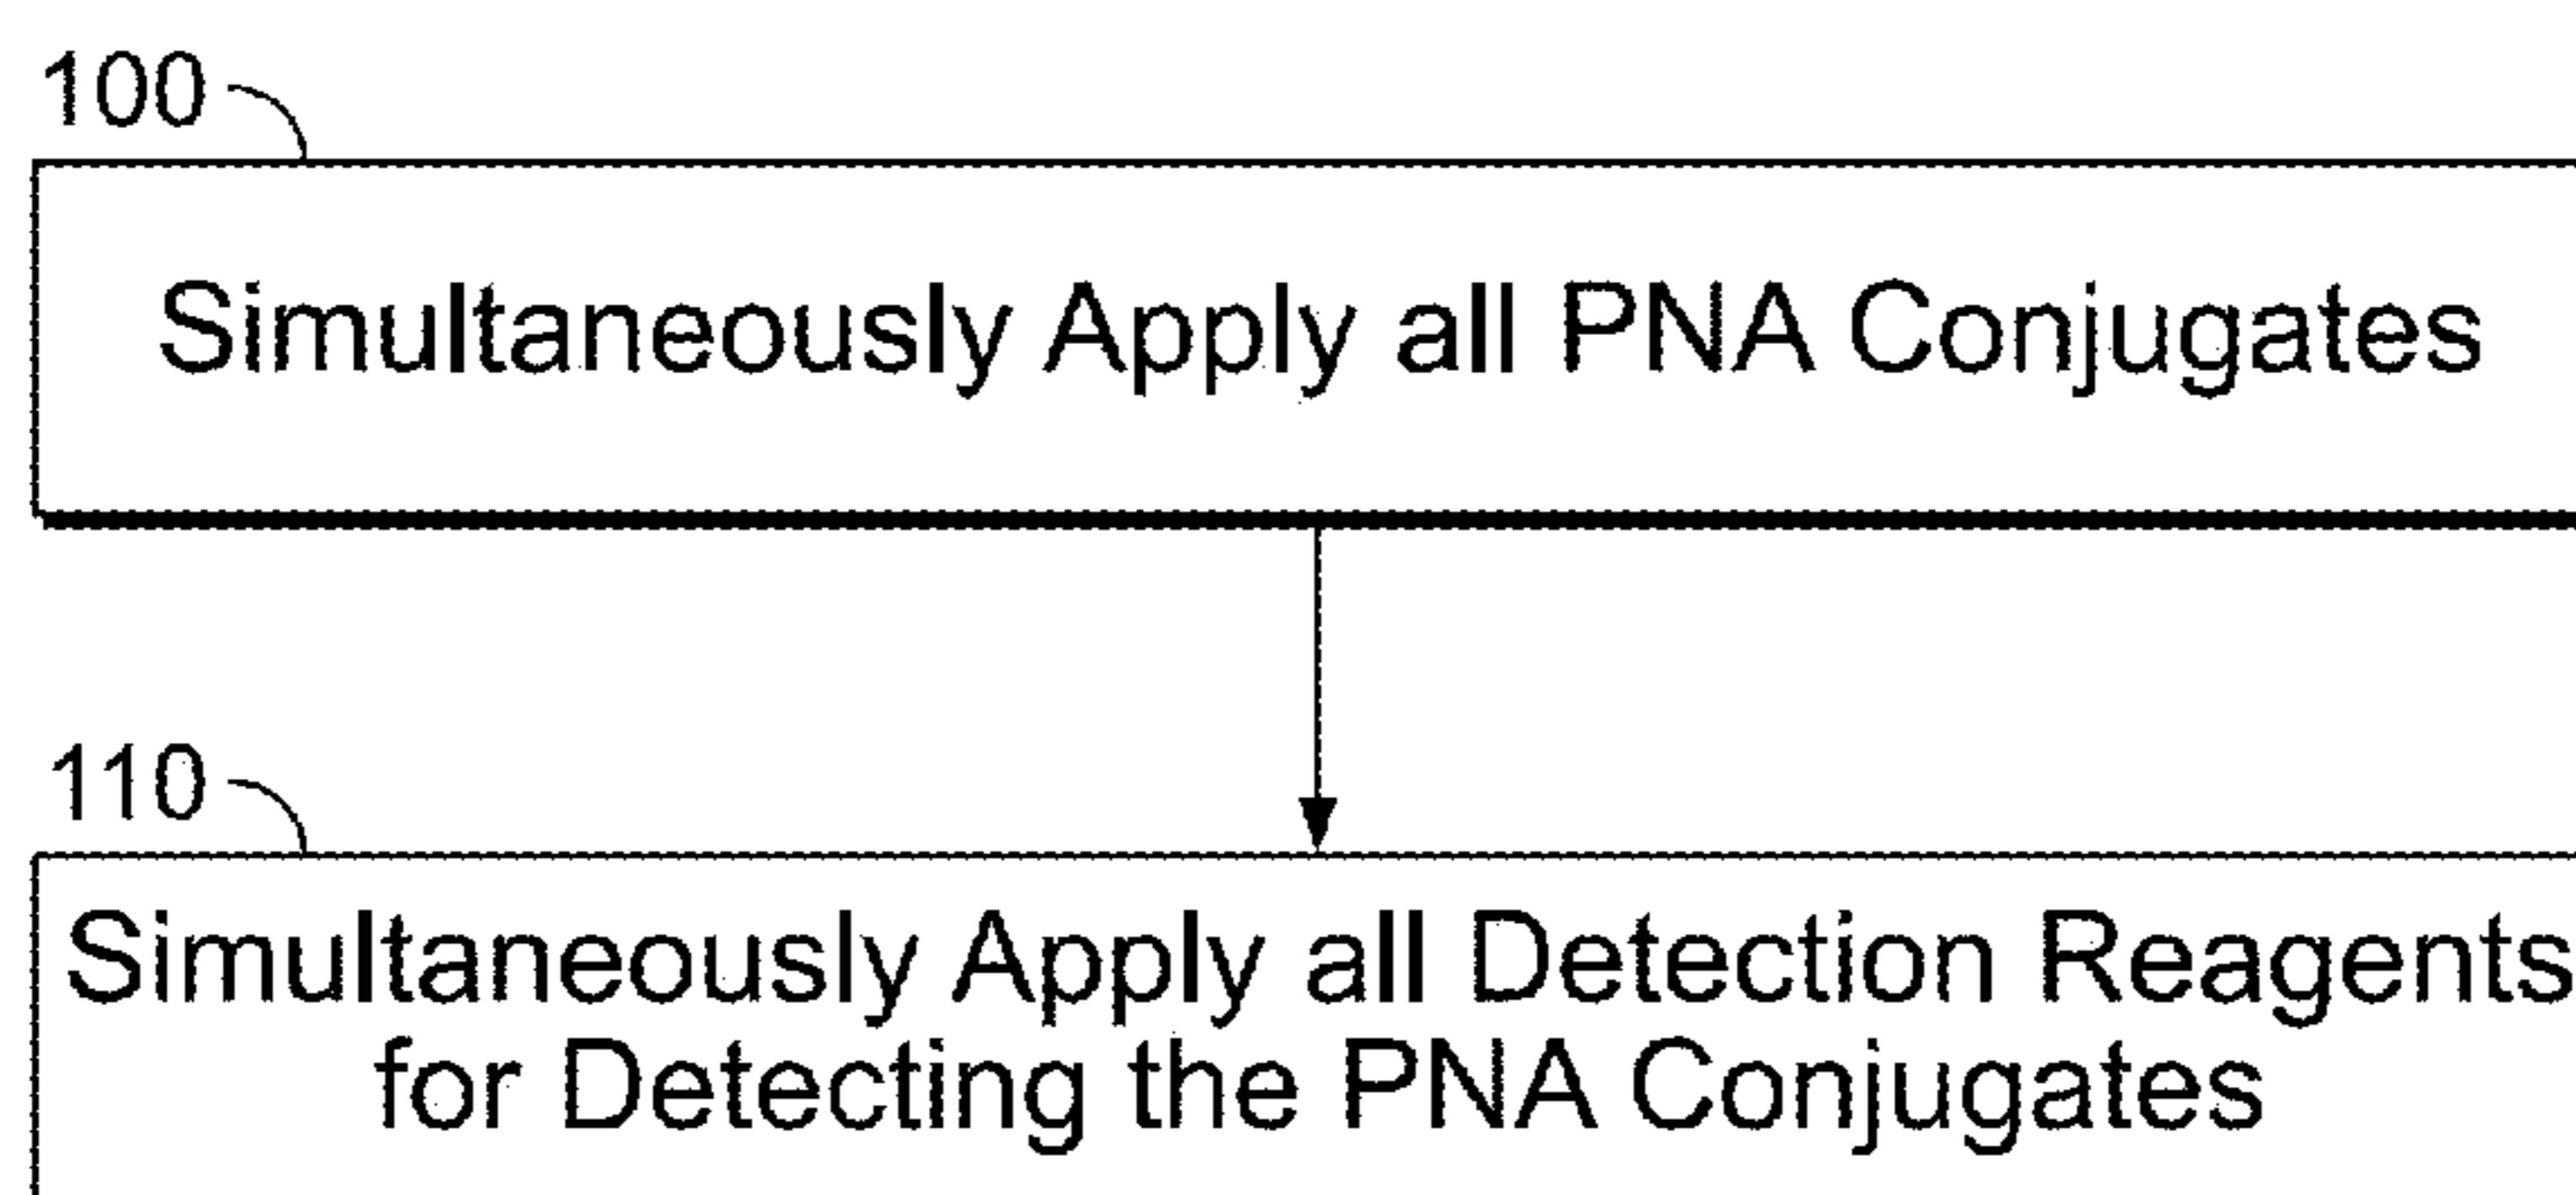 100
Simultaneously Apply all PNA Conjugates
110
Simultaneously Apply all Detection Reagents
for Detecting the PNA Conjugates